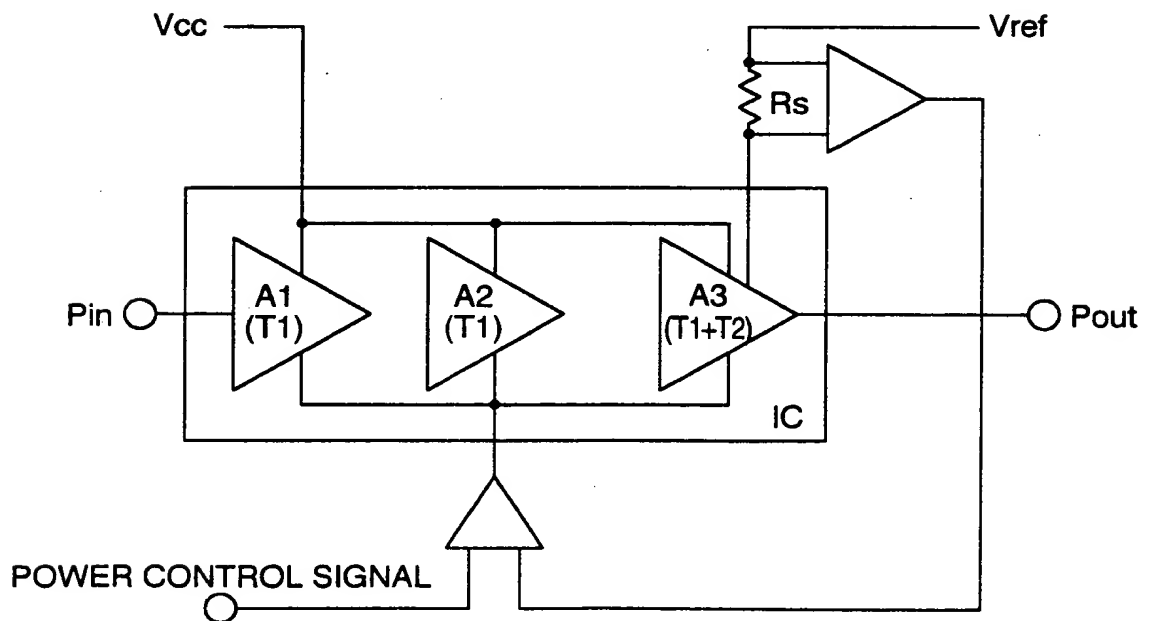 Vcc
Vref
Rs
Pin
A1
(T1)
A2
(T1)
A3
(T1+T2)
Pout
IC
POWER CONTROL SIGNAL